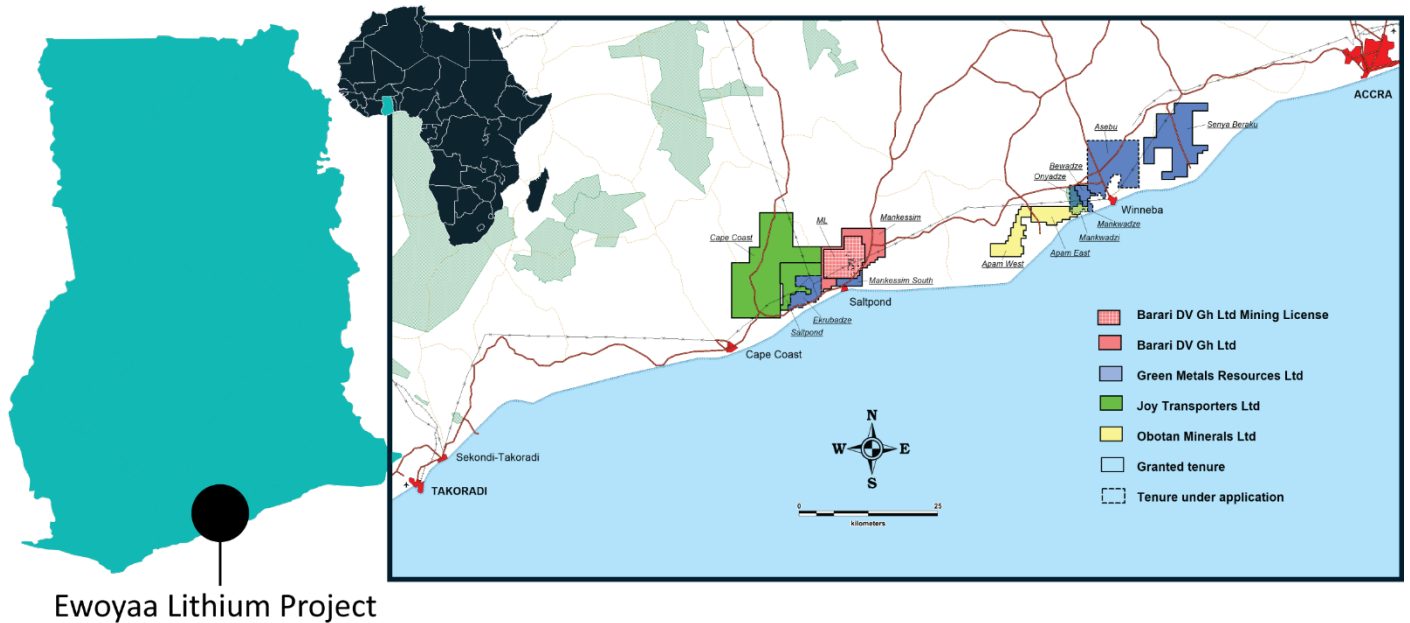 ACCRA
Asebu
Senya Beraku
Bewadze
Onyadze
Winneba
ML
Mankessim
Mankwadze
Cape Coast
Mankwadzi
Apam East
Apam West
Mankessim South
Saltpond
Ekrubadze
Saltpond
Cape Coast
Barari DV Gh Ltd Mining License
Barari DV Gh Ltd
Green Metals Resources Ltd
Joy Transporters Ltd
Obotan Minerals Ltd
Granted tenure
Tenure under application
N
W E
S
0 25
kilometers
Sekondi-Takoradi
TAKORADI
Ewoyaa Lithium Project